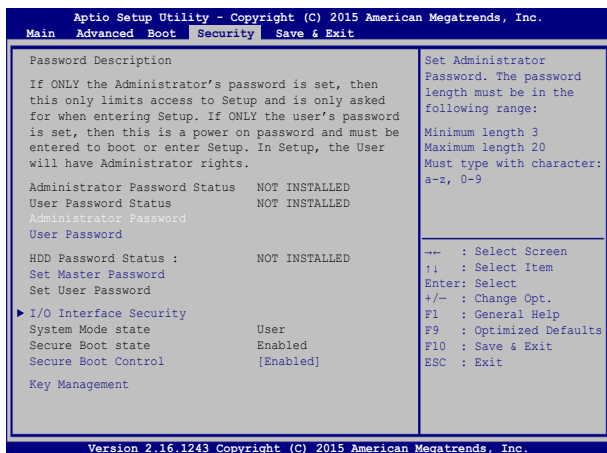 Aptio Setup Utility - Copyright (C) 2015 American Megatrends, Inc.
Main Advanced Boot Security Save & Exit
Password Description
If ONLY the Administrator's password is set, then
this only limits access to Setup and is only asked
for when entering Setup. If ONLY the user's password
is set, then this is a power on password and must be
entered to boot or enter Setup. In Setup, the User
will have Administrator rights.
Administrator Password Status NOT INSTALLED
User Password Status NOT INSTALLED
Administrator Password
User Password
HDD Password Status : NOT INSTALLED
Set Master Password
Set User Password
I/O Interface Security
System Mode state User
Secure Boot state Enabled
Secure Boot Control [Enabled]
Key Management
Set Administrator
Password. The password
length must be in the
following range:
Minimum length 3
Maximum length 20
Must type with character:
a-z, 0-9
→← : Select Screen
↑↓ : Select Item
Enter: Select
+/— : Change Opt.
F1 : General Help
F9 : Optimized Defaults
F10 : Save & Exit
ESC : Exit
Version 2.16.1243 Copyright (C) 2015 American Megatrends, Inc.